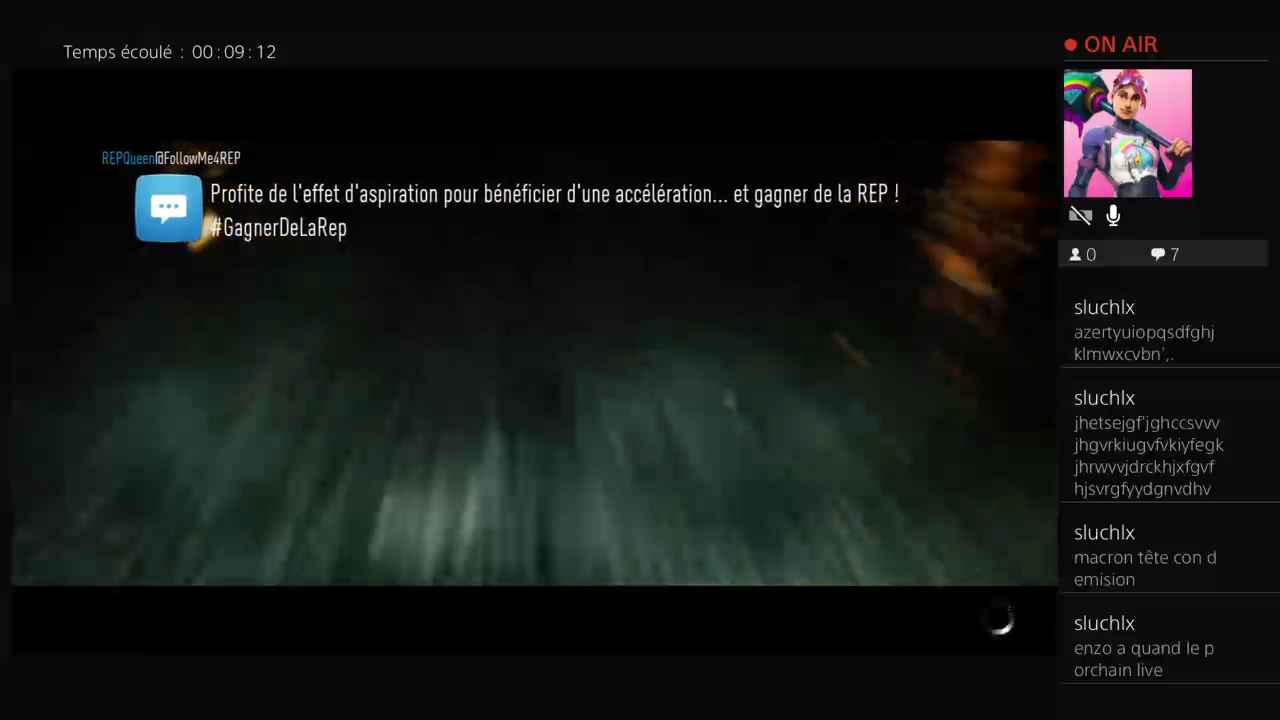 Temps écoulé : 00:09:12
ON AIR
REPQueen@FollowMe4REP
Profite de l'effet d'aspiration pour bénéficier d'une accélération... et gagner de la REP !
#GagnerDeLaRep
0 7
sluchlx
azertyuiopqsdfghj
klmwxcvbn',.
sluchlx
jhetsejgf'jghccsvvv
jhgvrkiugvfvkiyfegk
jhrwvvjdrckhjxfgvf
hjsvrgfyydgnvdhv
sluchlx
macron tête con d
emision
sluchlx
enzo a quand le p
orchain live